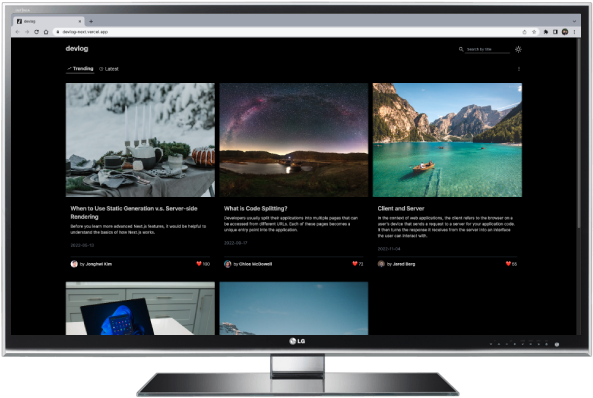 devlog
devlog-next.vercel.app
devlog
Search by title
Trending
Latest
When to Use Static Generation v.s. Server-side
Rendering
Before you learn more advanced Next.js features, it would be helpful to
understand the basics of how Next.js works.
2022-05-10
by Jonghwi Kim
100
What is Code Splitting?
Developers usually split their applications into multiple pages that can
be accessed from different URLs. Each of these pages becomes a
unique entry point into the application.
2022-08-17
by Chloe McDowell
72
Client and Server
In the context of web applications, the client refers to the browser on a
user's device that sends a request to a server for your application code.
It then turns the response it receives from the server into an interface
the user can interact with.
2022-11-04
by Jared Berg
68
LG